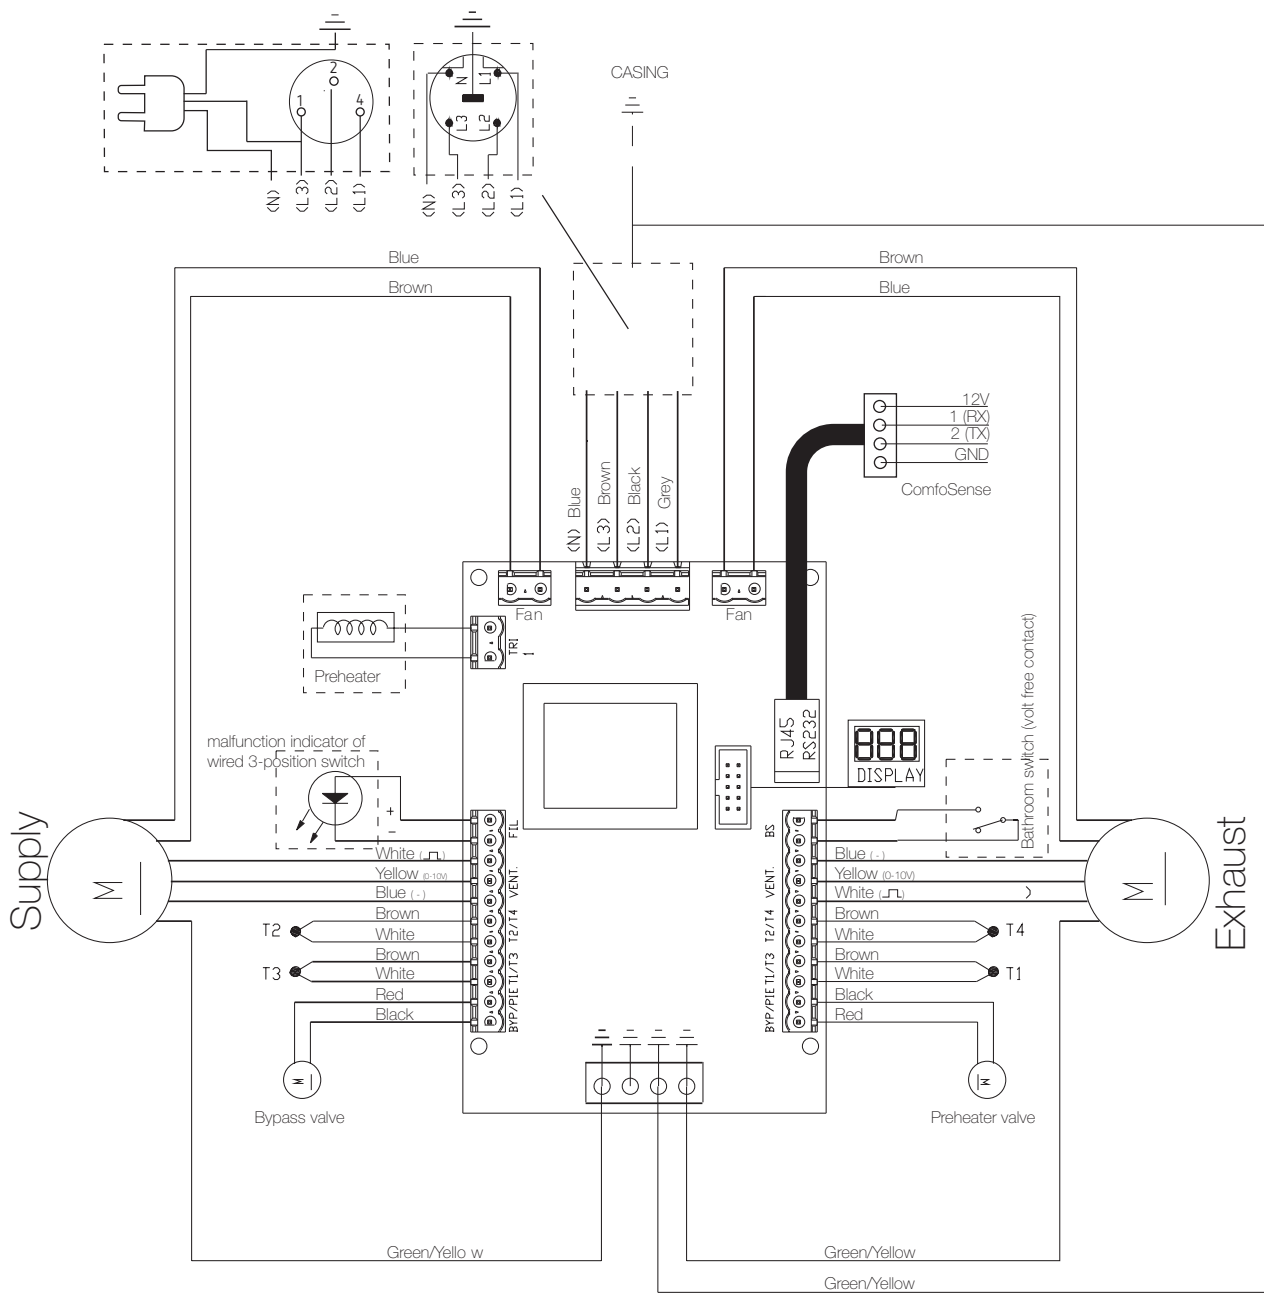 2
1
4
N
L1
L3
L2
(N)
(L3)
(L2)
(L1)
(N)
(L3)
(L2)
(L1)
CASING
Blue
Brown
Brown
Blue
12V
1 (RX)
2 (TX)
GND
ComfoSense
(N) Blue
(L3) Brown
(L2) Black
(L1) Grey
Fan
Fan
TRI
1
Preheater
RJ45
RS232
DISPLAY
Bathroom switch (volt free contact)
malfunction indicator of
wired 3-position switch
+
-
Supply
M
White
Yellow (0-10V)
Blue (-)
Brown
White
Brown
White
Red
Black
T2
T3
FIL
VENT.
T2/T4
T1/T3
BYP/PIE
BS
VENT.
T2/T4
T1/T3
BYP/PIE
Blue (-)
Yellow (0-10V)
White
Brown
White
Brown
White
Black
Red
T4
T1
M
Exhaust
M
Bypass valve
M
Preheater valve
Green/Yello w
Green/Yellow
Green/Yellow